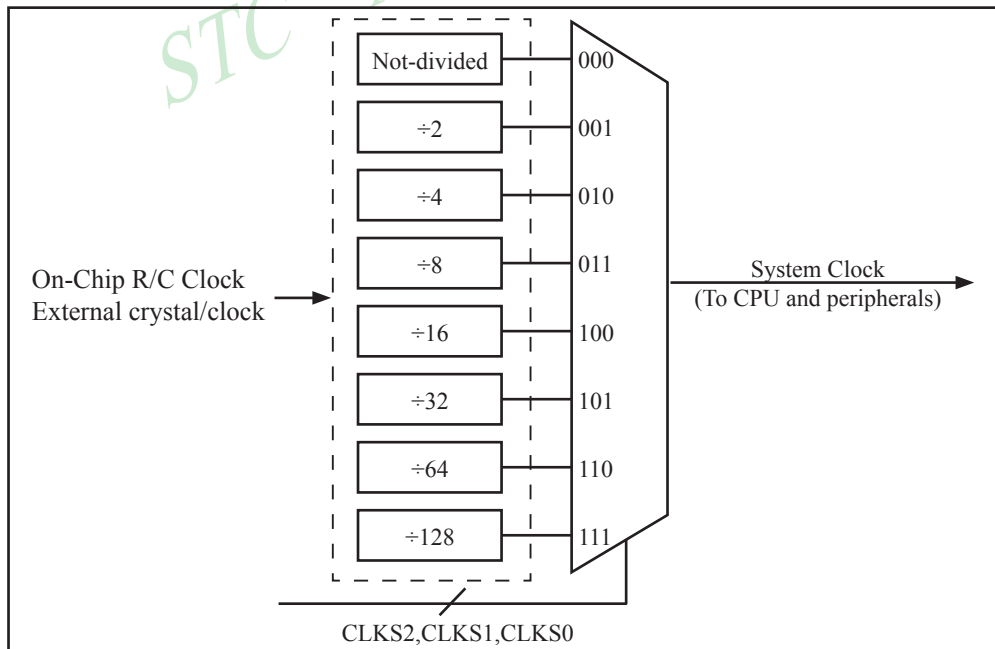 STC
Not-divided
000
÷2
001
÷4
010
÷8
011
÷16
100
÷32
101
÷64
110
÷128
111
On-Chip R/C Clock
External crystal/clock
System Clock
(To CPU and peripherals)
CLKS2,CLKS1,CLKS0